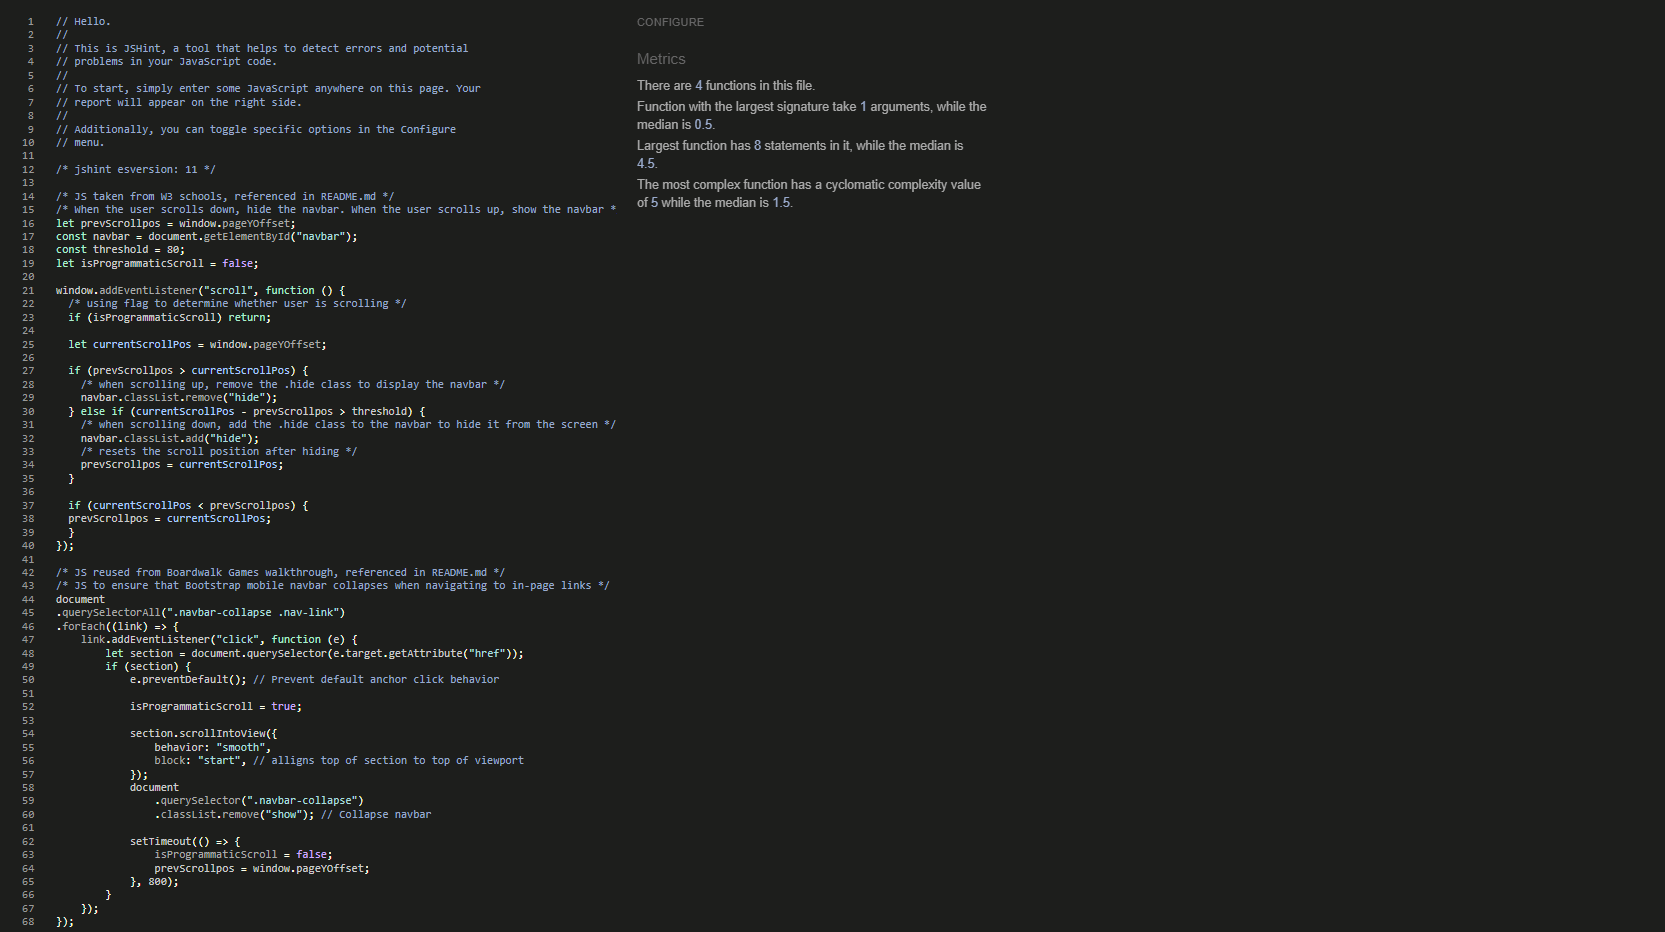 1 // Hello.
2 //
3 // This is JSHint, a tool that helps to detect errors and potential
4 // problems in your JavaScript code.
5 //
6 // To start, simply enter some JavaScript anywhere on this page. Your
7 // report will appear on the right side.
8 //
9 // Additionally, you can toggle specific options in the Configure
10 // menu.
11
12 /* jshint esversion: 11 */
13
14 /* JS taken from W3 schools, referenced in README.md */
15 /* When the user scrolls down, hide the navbar. When the user scrolls up, show the navbar *
16 let prevScrollpos = window.pageYOffset;
17 const navbar = document.getElementById("navbar");
18 const threshold = 80;
19 let isProgrammaticScroll = false;
20
21 window.addEventListener("scroll", function () {
22 /* using flag to determine whether user is scrolling */
23 if (isProgrammaticScroll) return;
24
25 let currentScrollPos = window.pageYOffset;
26
27 if (prevScrollpos > currentScrollPos) {
28 /* when scrolling up, remove the .hide class to display the navbar */
29 navbar.classList.remove("hide");
30 } else if (currentScrollPos - prevScrollpos > threshold) {
31 /* when scrolling down, add the .hide class to the navbar to hide it from the screen */
32 navbar.classList.add("hide");
33 /* resets the scroll position after hiding */
34 prevScrollpos = currentScrollPos;
35 }
36
37 if (currentScrollPos < prevScrollpos) {
38 prevScrollpos = currentScrollPos;
39 }
40 });
41
42 /* JS reused from Boardwalk Games walkthrough, referenced in README.md */
43 /* JS to ensure that Bootstrap mobile navbar collapses when navigating to in-page links */
44 document
45 .querySelectorAll(".navbar-collapse .nav-link")
46 .forEach((link) => {
47 link.addEventListener("click", function (e) {
48 let section = document.querySelector(e.target.getAttribute("href"));
49 if (section) {
50 e.preventDefault(); // Prevent default anchor click behavior
51
52 isProgrammaticScroll = true;
53
54 section.scrollIntoView({
55 behavior: "smooth",
56 block: "start", // alligns top of section to top of viewport
57 });
58 document
59 .querySelector(".navbar-collapse")
60 .classList.remove("show"); // Collapse navbar
61
62 setTimeout(() => {
63 isProgrammaticScroll = false;
64 prevScrollpos = window.pageYOffset;
65 }, 800);
66 }
67 });
68 });
CONFIGURE
Metrics
There are 4 functions in this file.
Function with the largest signature take 1 arguments, while the
median is 0.5.
Largest function has 8 statements in it, while the median is
4.5.
The most complex function has a cyclomatic complexity value
of 5 while the median is 1.5.